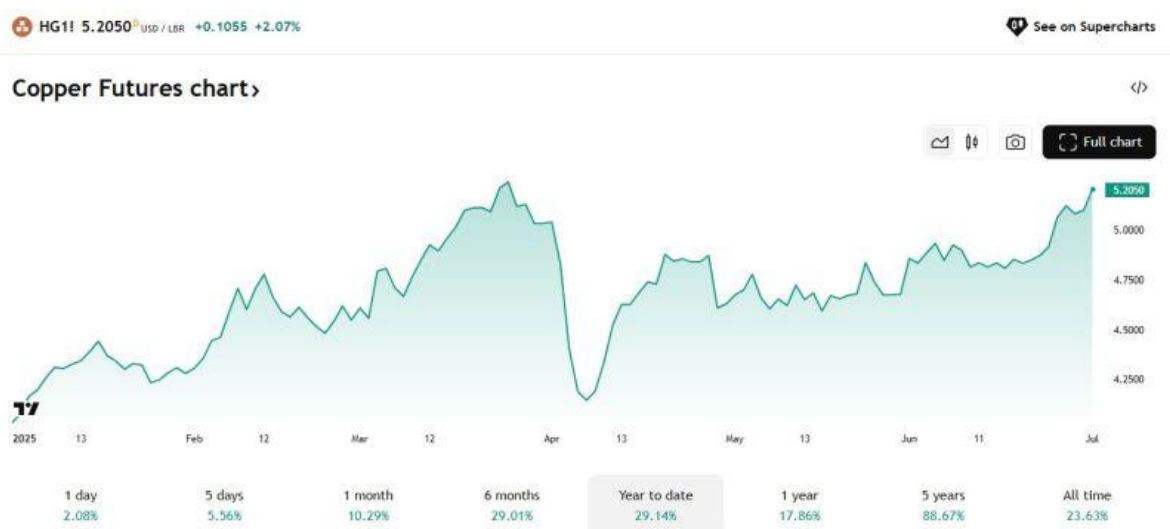 HG1! 5.2050 D USD / LBR +0.1055 +2.07%
See on Supercharts
Copper Futures chart›
</>
Full chart
5.2050
5.0000
4.7500
4.5000
4.2500
2025 13 Feb 12 Mar 12 Apr 13 May 13 Jun 11 Jul
1 day 5 days 1 month 6 months Year to date 1 year 5 years All time
2.08% 5.56% 10.29% 29.01% 29.14% 17.86% 88.67% 23.63%